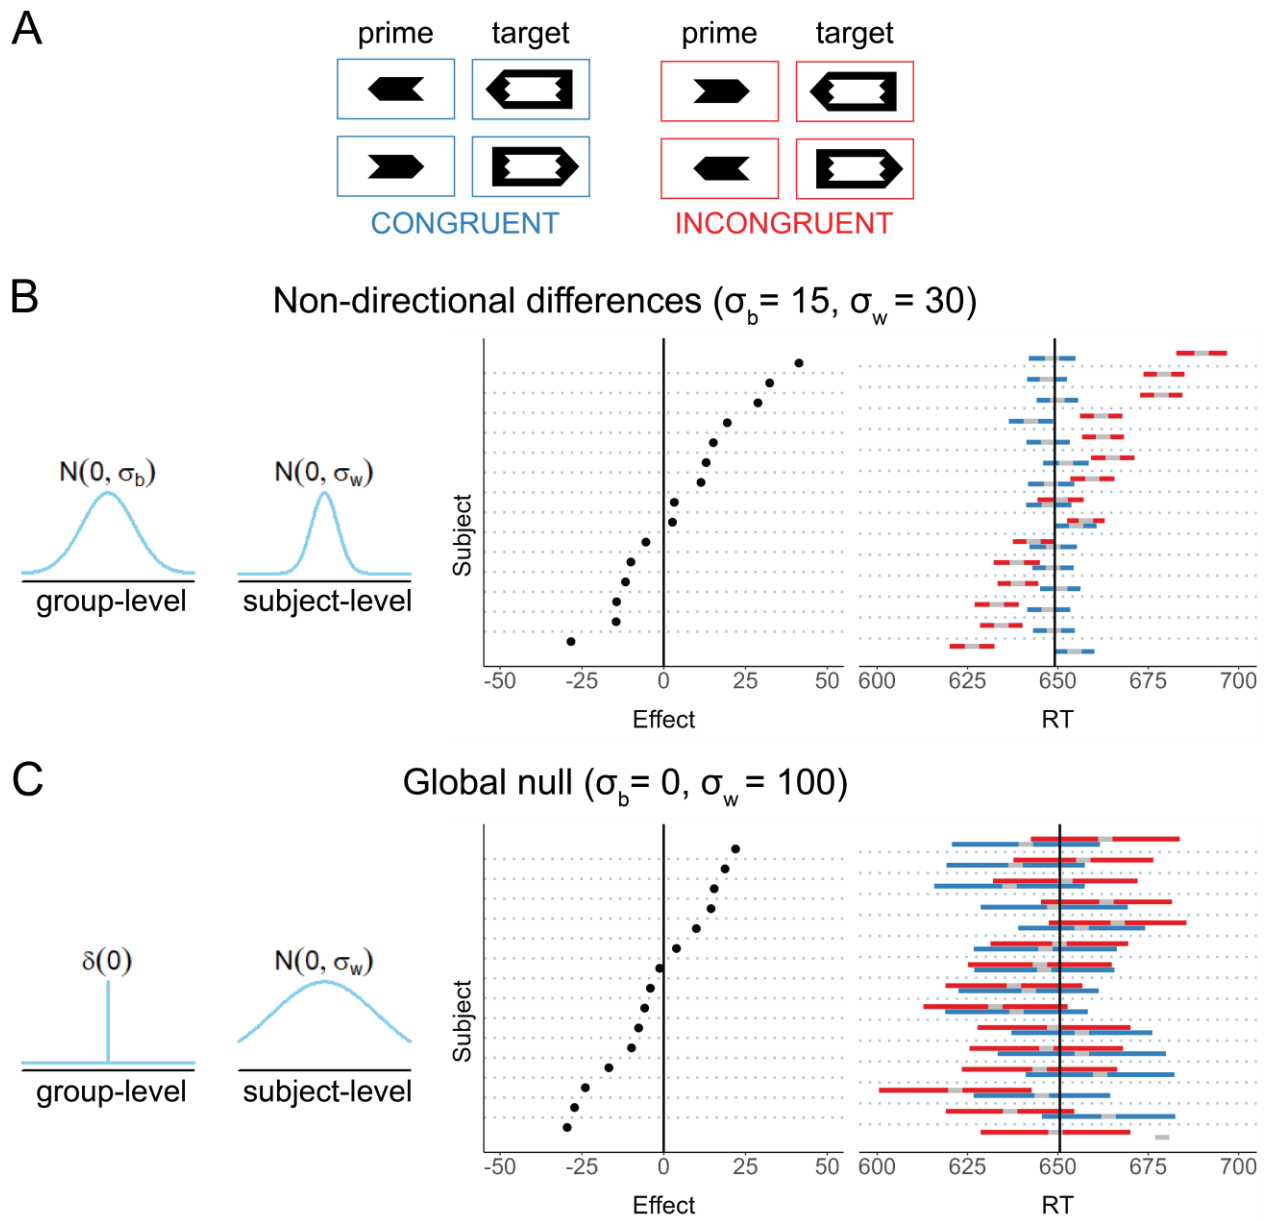 A
prime target prime target
CONGRUENT INCONGRUENT
B
Non-directional differences (σb= 15, σw = 30)
N(0, σb) N(0, σw)
group-level subject-level
Subject
-50 -25 0 25 50 600 625 650 675 700
Effect RT
C
Global null (σb= 0, σw = 100)
δ(0) N(0, σw)
group-level subject-level
Subject
-50 -25 0 25 50 600 625 650 675 700
Effect RT